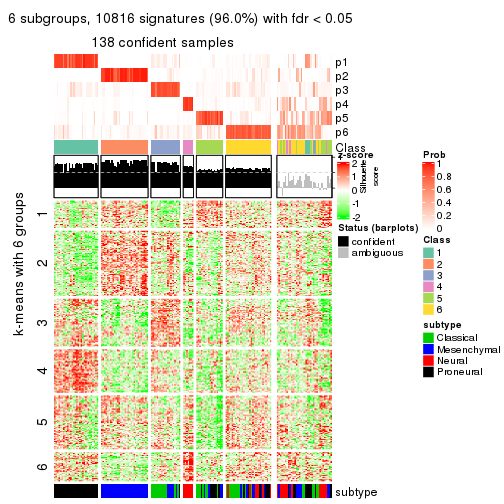 6 subgroups, 10816 signatures (96.0%) with fdr < 0.05
138 confident samples
p1
p2
p3
p4
p5
p6
Class
z-score
2
1
0
-1
-2
Silhouette
score
Prob
1
0.8
0.6
0.4
0.2
0
Status (barplots)
confident
ambiguous
Class
1
2
3
4
5
6
subtype
Classical
Mesenchymal
Neural
Proneural
k-means with 6 groups
1
2
3
4
5
6
subtype